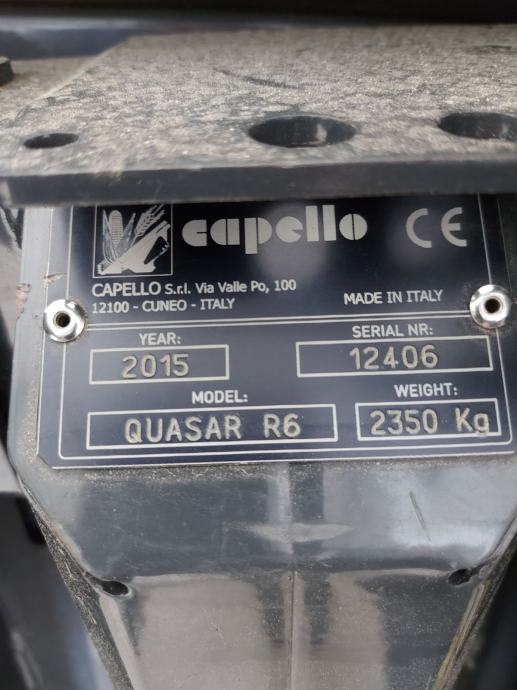 capello CE
CAPELLO S.r.l. Via Valle Po, 100
12100 - CUNEO - ITALY
MADE IN ITALY
YEAR:
2015
SERIAL NR:
12406
MODEL:
QUASAR R6
WEIGHT:
2350 Kg